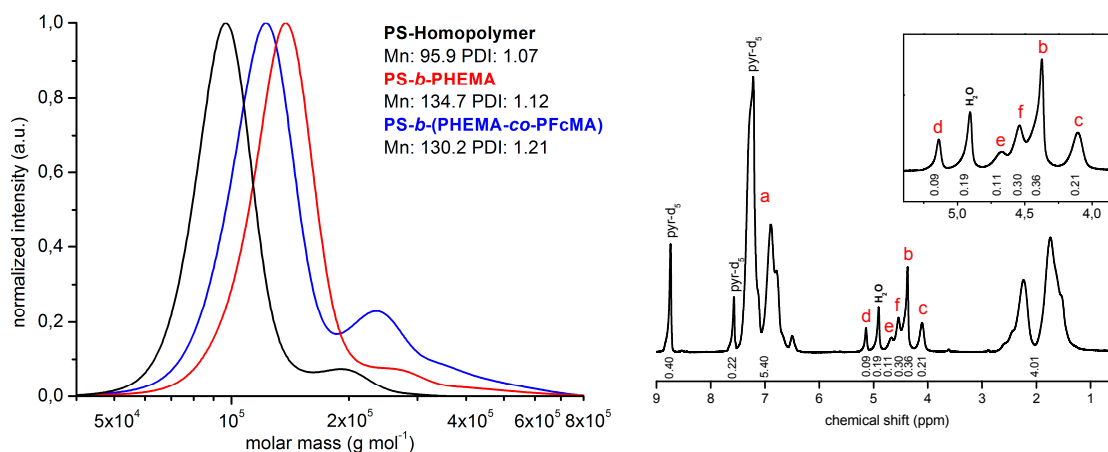 PS-Homopolymer
Mn: 95.9 PDI: 1.07
PS-b-PHEMA
Mn: 134.7 PDI: 1.12
PS-b-(PHEMA-co-PFcMA)
Mn: 130.2 PDI: 1.21
normalized intensity (a.u.)
1,0
0,8
0,6
0,4
0,2
0,0
5x10⁴ 10⁵ 2x10⁵ 4x10⁵ 6x10⁵ 8x10⁵
molar mass (g mol⁻¹)
pyr-d₅
pyr-d₅
pyr-d₅
a
d
H₂O
e
f
b
c
0.40
0.22
5.40
0.09
0.19
0.11
0.30
0.36
0.21
4.01
9 8 7 6 5 4 3 2 1
chemical shift (ppm)
d
H₂O
e
f
b
c
0.09
0.19
0.11
0.30
0.36
0.21
5,0 4,5 4,0